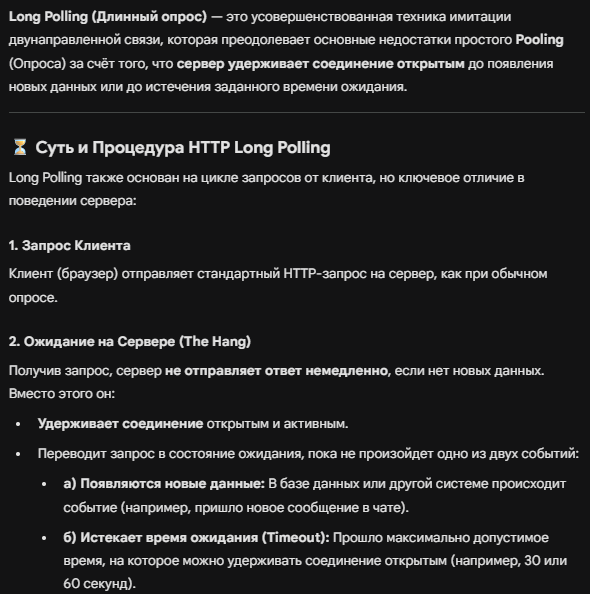 Long Polling (Длинный опрос) — это усовершенствованная техника имитации
двунаправленной связи, которая преодолевает основные недостатки простого Pooling
(Опроса) за счёт того, что сервер удерживает соединение открытым до появления
новых данных или до истечения заданного времени ожидания.
⏳ Суть и Процедура HTTP Long Polling
Long Polling также основан на цикле запросов от клиента, но ключевое отличие в
поведении сервера:
1. Запрос Клиента
Клиент (браузер) отправляет стандартный HTTP-запрос на сервер, как при обычном
опросе.
2. Ожидание на Сервере (The Hang)
Получив запрос, сервер не отправляет ответ немедленно, если нет новых данных.
Вместо этого он:
• Удерживает соединение открытым и активным.
• Переводит запрос в состояние ожидания, пока не произойдет одно из двух событий:
• а) Появляются новые данные: В базе данных или другой системе происходит
событие (например, пришло новое сообщение в чате).
• б) Истекает время ожидания (Timeout): Прошло максимально допустимое
время, на которое можно удерживать соединение открытым (например, 30 или
60 секунд).